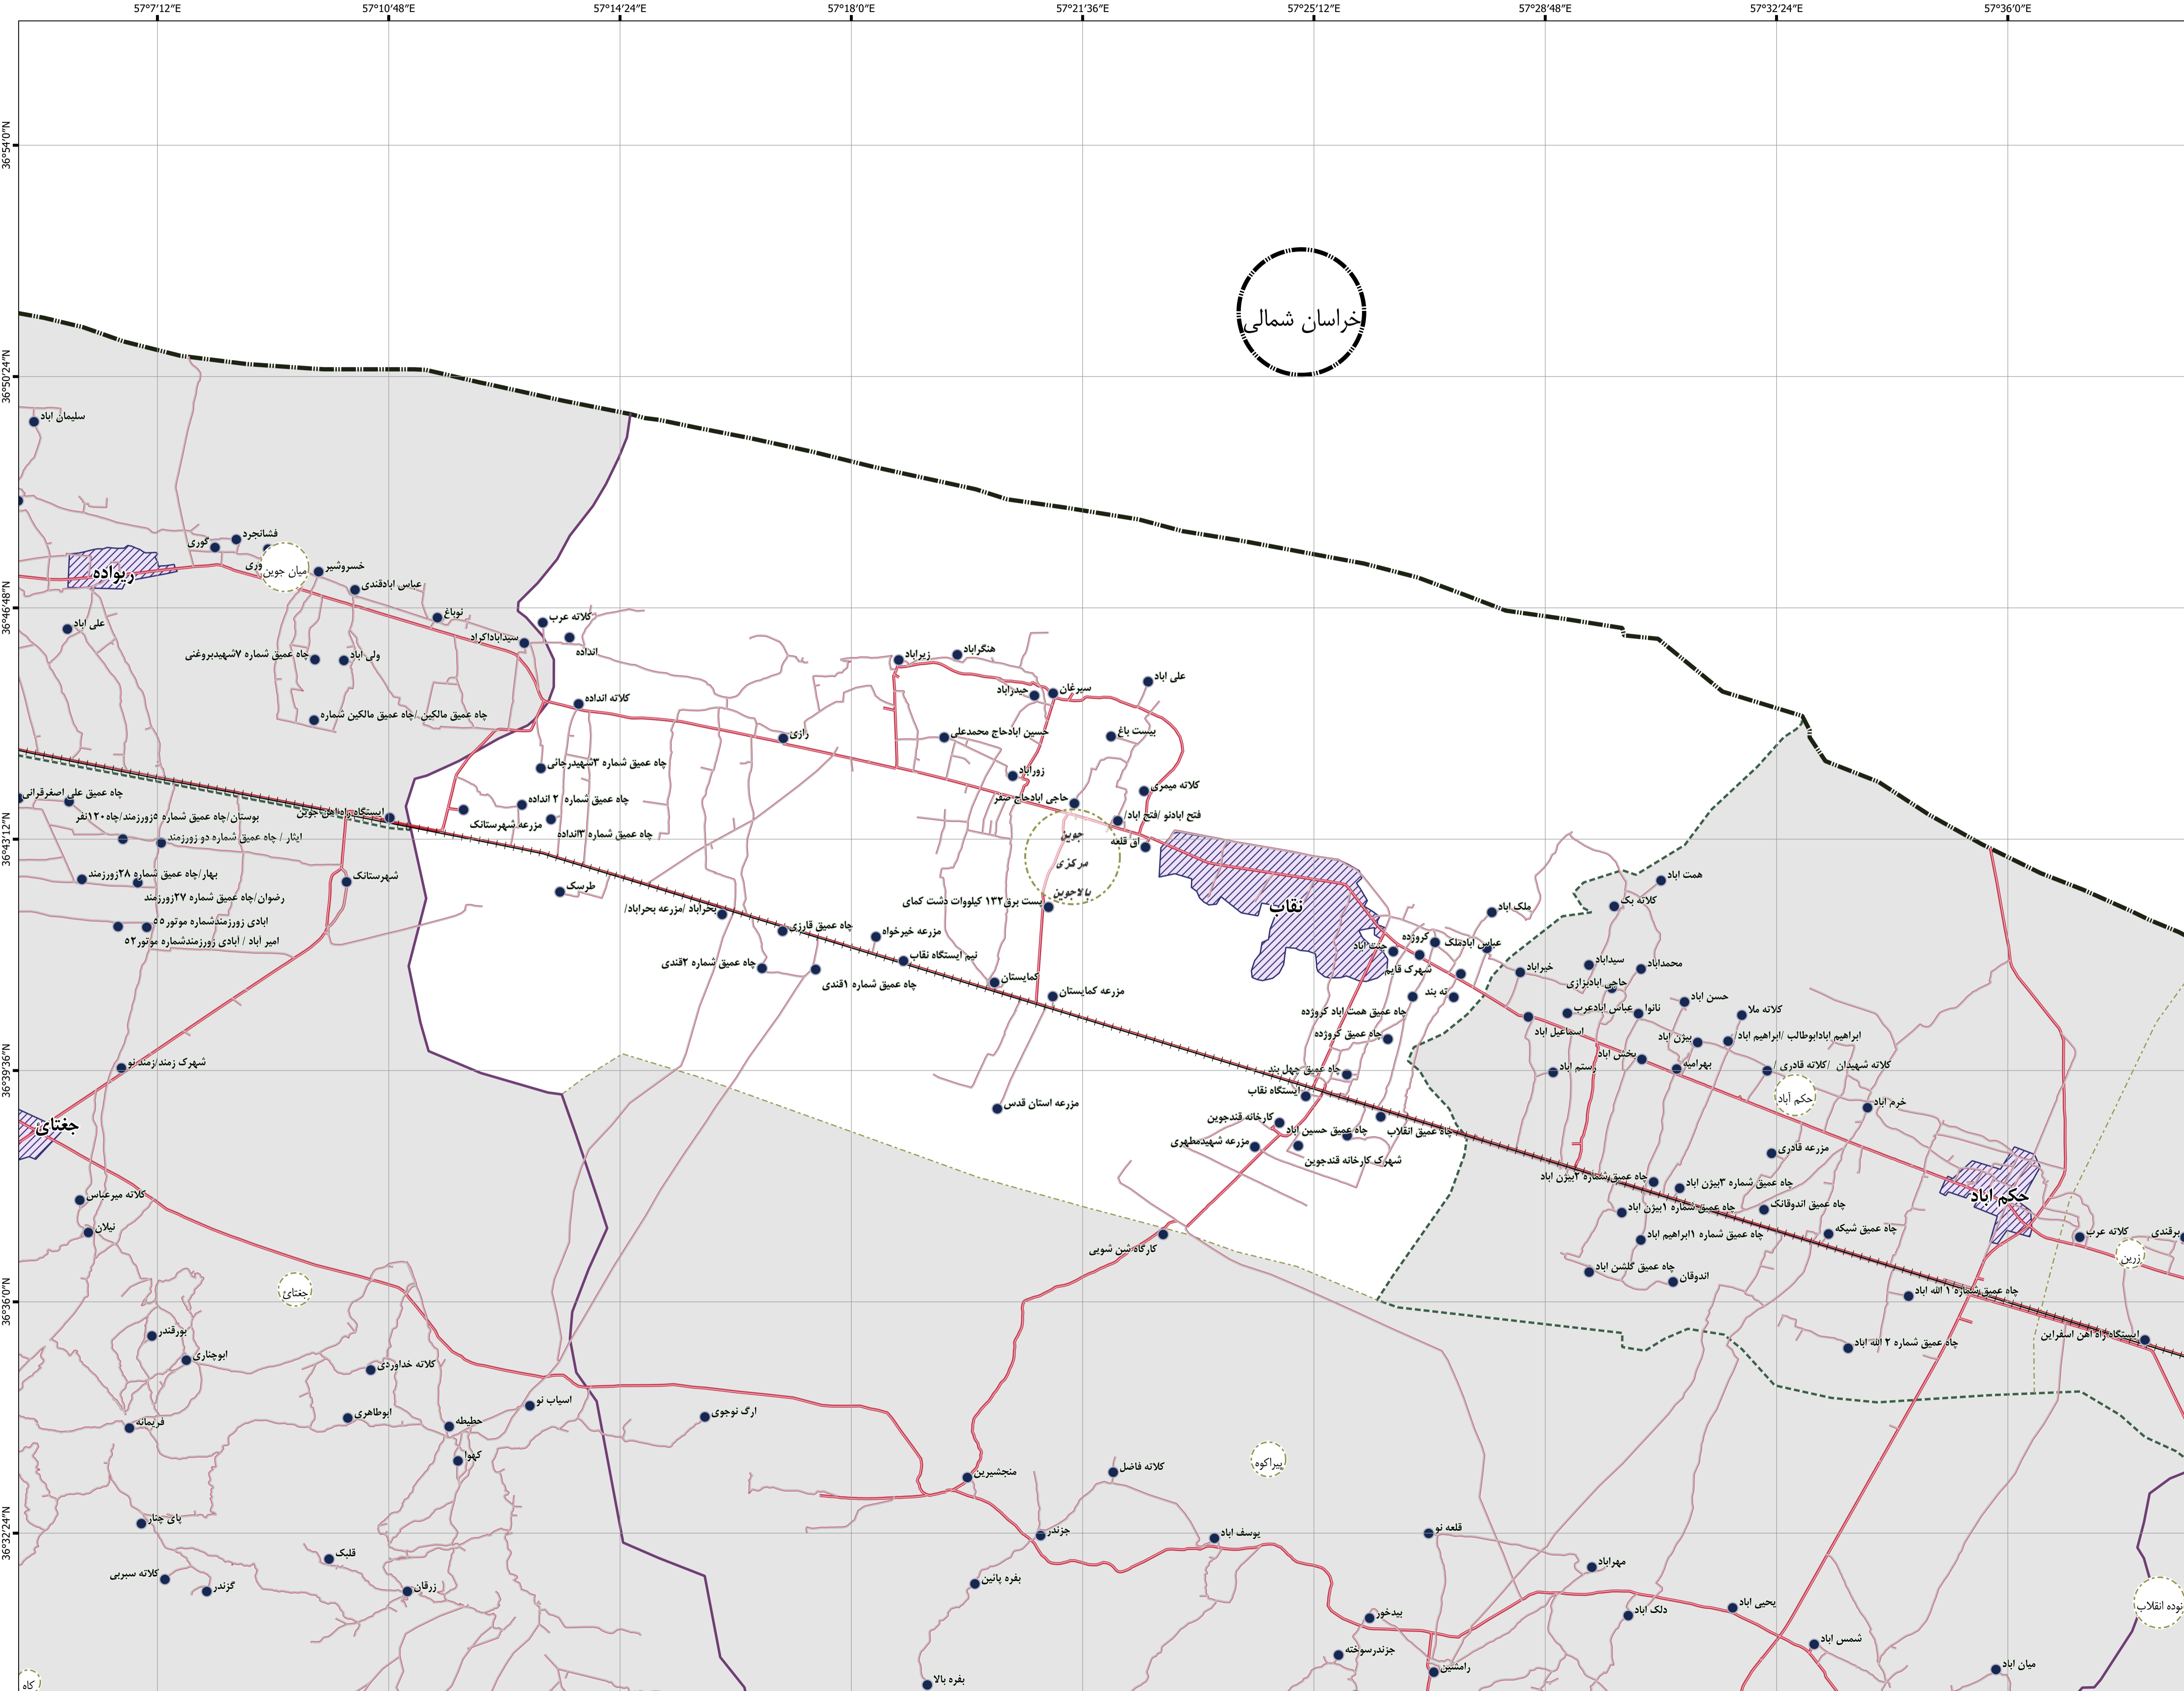 57°7'12"E
57°10'48"E
57°14'24"E
57°18'0"E
57°21'36"E
57°25'12"E
57°28'48"E
57°32'24"E
57°36'0"E
36°54'0"N
36°50'24"N
36°46'48"N
36°43'12"N
36°39'36"N
36°36'0"N
36°32'24"N
خراسان شمالی
سلیمان اباد
فشانجرد
گوری
وری
میان جوین
خسروشیر
ریواده
عباس ابادقندی
نوباغ
علی اباد
سیداباداکراد
کلاته عرب
انداده
چاه عمیق شماره ۷شهیدبروغنی
ولی اباد
زیراباد
هنگراباد
علی اباد
حیدراباد
سیرغان
کلاته انداده
چاه عمیق مالکین /چاه عمیق مالکین شماره
رازی
حسین ابادحاج محمدعلی
بیست باغ
چاه عمیق شماره ۳شهیدرجائی
زوراباد
کلاته میمری
چاه عمیق علی اصغرقرائی
چاه عمیق شماره ۲ انداده
حاجی ابادحاج صفر
ایستگاه راه اهن جوین
بوستان/چاه عمیق شماره ۵زورزمند/چاه۱۲۰نفر
مزرعه شهرستانک
فتح ابادنو /فتح اباد/
ایثار / چاه عمیق شماره دو زورزمند
چاه عمیق شماره ۳انداده
جوین
اق قلعه
مرکزی
بهار/چاه عمیق شماره ۲۸زورزمند
شهرستانک
طرسک
بالاجوین
همت اباد
رضوان/چاه عمیق شماره ۲۷زورزمند
پست برق۱۳۲ کیلووات دشت کمای
نقاب
ملک اباد
کلاته بک
بحراباد /مزرعه بحراباد/
ابادی زورزمندشماره موتور۵۵
چاه عمیق قارزی
مزرعه خیرخواه
امیر آباد / ابادی زورزمندشماره موتور۵۲
کروژده
عباس ابادملک
جنت اباد
نیم ایستگاه نقاب
چاه عمیق شماره ۲قندی
شهرک قایم
خیراباد
سیداباد
محمداباد
چاه عمیق شماره ۱قندی
کمایستان
حاجی ابادبزازی
مزرعه کمایستان
ته بند
حسن اباد
چاه عمیق همت اباد کروژده
عباس ابادعرب
نانوا
کلاته ملا
چاه عمیق کروژده
اسماعیل اباد
بیژن اباد
ابراهیم ابادابوطالب /ابراهیم اباد/
بخش اباد
شهرک زمند/زمند نو
چاه عمیق چهل بند
رستم اباد
بهرامیه
کلاته شهیدان /کلاته قادری /
ایستگاه نقاب
حکم آباد
مزرعه استان قدس
خرم اباد
جغتای
کارخانه قندجوین
چاه عمیق حسین اباد
چاه عمیق انقلاب
مزرعه شهیدمطهری
شهرک کارخانه قندجوین
مزرعه قادری
چاه عمیق شماره ۲بیژن اباد
چاه عمیق شماره ۳بیژن اباد
کلاته میرعباس
حکم اباد
چاه عمیق شماره ۱بیژن اباد
چاه عمیق اندوقانک
نیلان
کارگاه شن شویی
چاه عمیق شماره ۱ابراهیم اباد
چاه عمیق شبکه
کلاته عرب
برقندی
زرین
چاه عمیق گلشن اباد
اندوقان
جغتای
چاه عمیق شماره ۱ الله اباد
بورقندر
ایستگاه راه اهن اسفراین
چاه عمیق شماره ۲ الله اباد
ابوچناری
کلاته خداوردی
اسیاب نو
ارگ نوجوی
ابوطاهری
فریمانه
حطیطه
کهوا
پیراکوه
منجشیرین
کلاته فاضل
پای چنار
جزندر
یوسف اباد
قلعه نو
قلیک
مهراباد
کلاته سیریی
گزندر
زرقان
بفره پائین
نوده انقلاب
بیدخور
دلک اباد
یحیی اباد
شمس اباد
جزندرسوخته
رامشین
میان اباد
بفره بالا
کاه